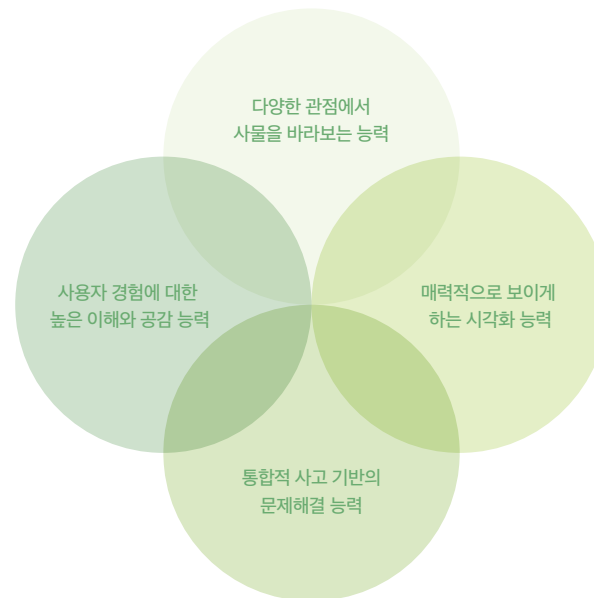 다양한 관점에서
사물을 바라보는 능력
사용자 경험에 대한
높은 이해와 공감 능력
매력적으로 보이게
하는 시각화 능력
통합적 사고 기반의
문제해결 능력